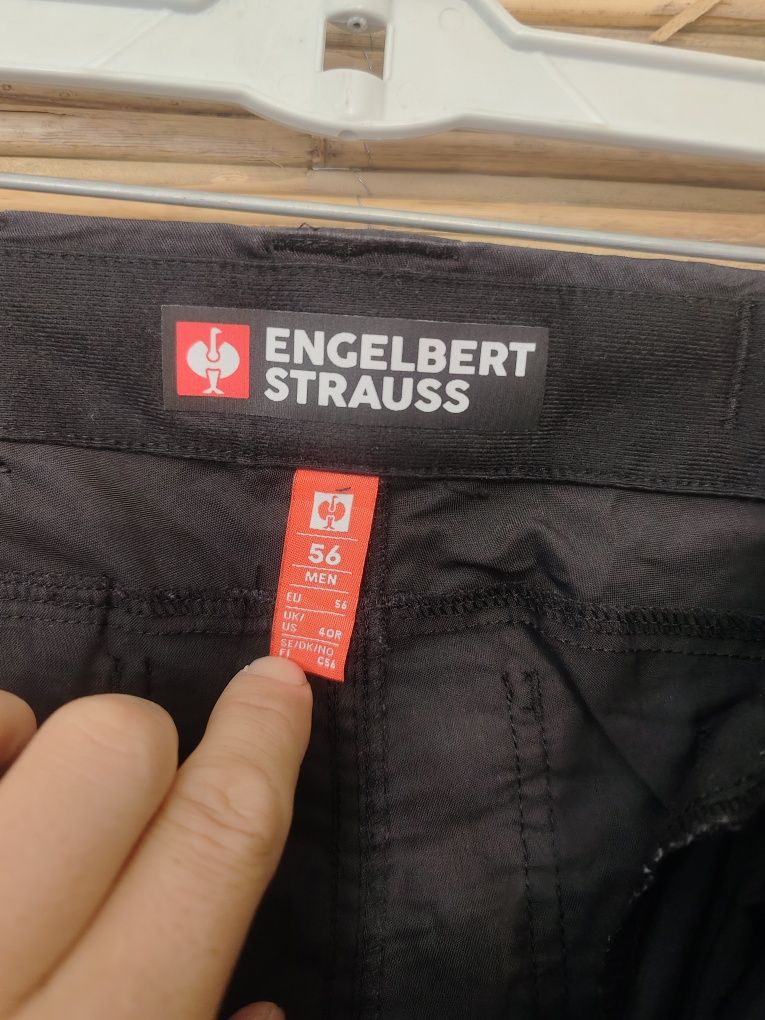 ENGELBERT
STRAUSS
56
MEN
EU 56
UK/
US 40R
SE/DK/NO
FI C56